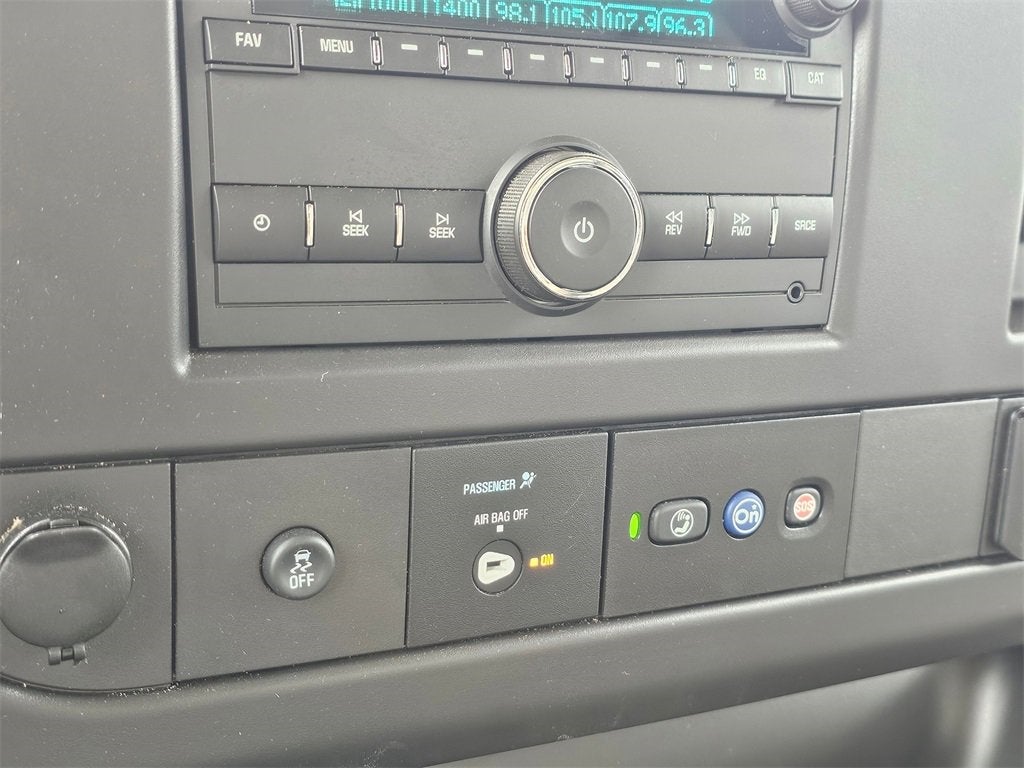 1000 1400 98.1 105.1 107.9 96.3
FAV MENU EQ CAT
SEEK SEEK REV FWD SRCE
PASSENGER
AIR BAG OFF
ON
OFF
On
SOS